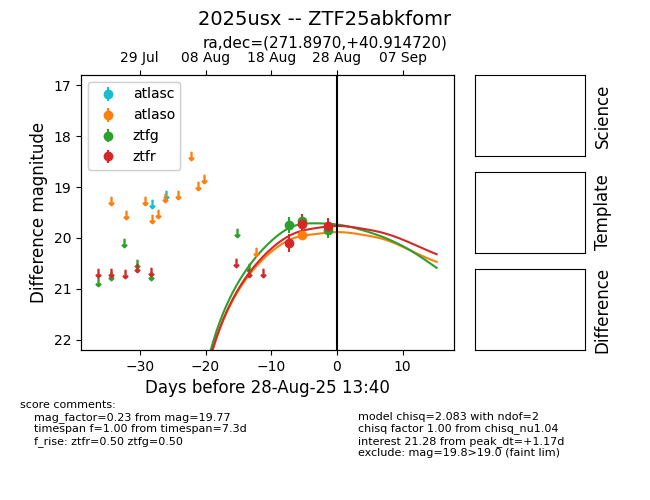 2025usx -- ZTF25abkfomr
ra,dec=(271.8970,+40.914720)
29 Jul 08 Aug 18 Aug 28 Aug 07 Sep
atlasc
atlaso
ztfg
ztfr
17
18
19
20
21
22
Difference magnitude
−30 −20 −10 0 10
Days before 28-Aug-25 13:40
Science
Template
Difference
score comments:
mag_factor=0.23 from mag=19.77
timespan f=1.00 from timespan=7.3d
f_rise: ztfr=0.50 ztfg=0.50
model chisq=2.083 with ndof=2
chisq factor 1.00 from chisq_nu1.04
interest 21.28 from peak_dt=+1.17d
exclude: mag=19.8>19.0 (faint lim)